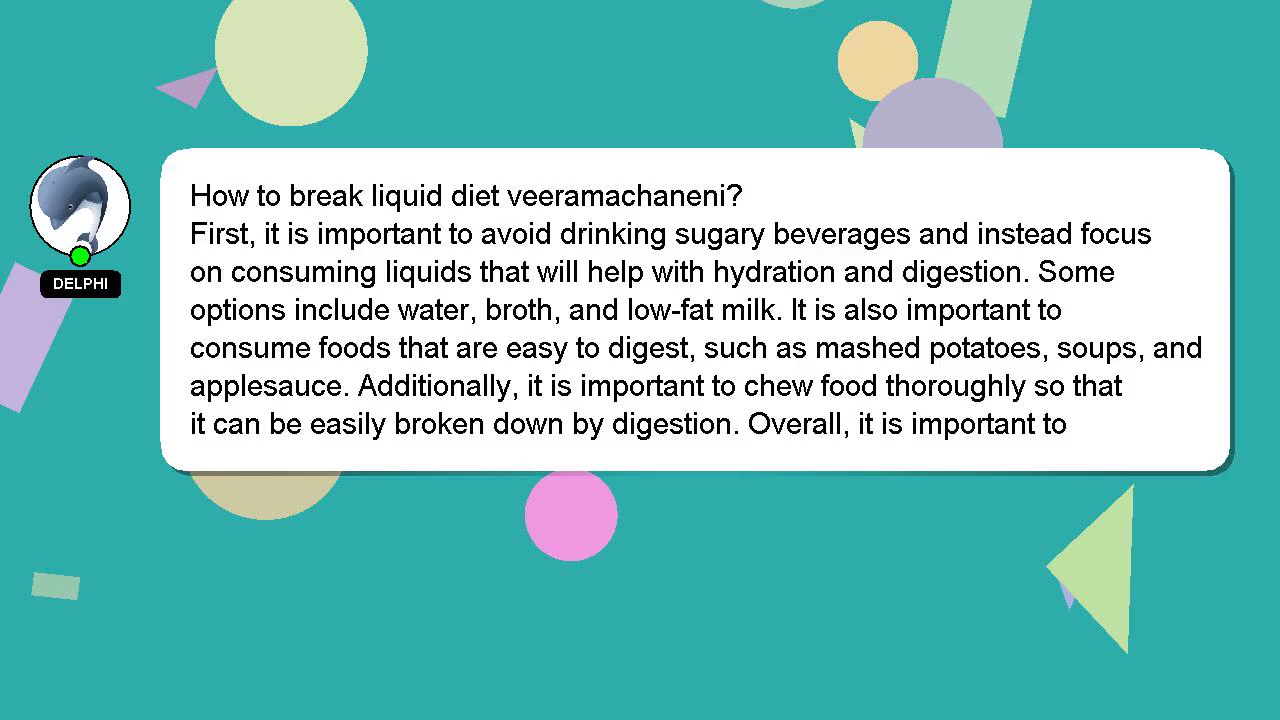 How to break liquid diet veeramachaneni?
First, it is important to avoid drinking sugary beverages and instead focus
on consuming liquids that will help with hydration and digestion. Some
options include water, broth, and low-fat milk. It is also important to
consume foods that are easy to digest, such as mashed potatoes, soups, and
applesauce. Additionally, it is important to chew food thoroughly so that
it can be easily broken down by digestion. Overall, it is important to
DELPHI